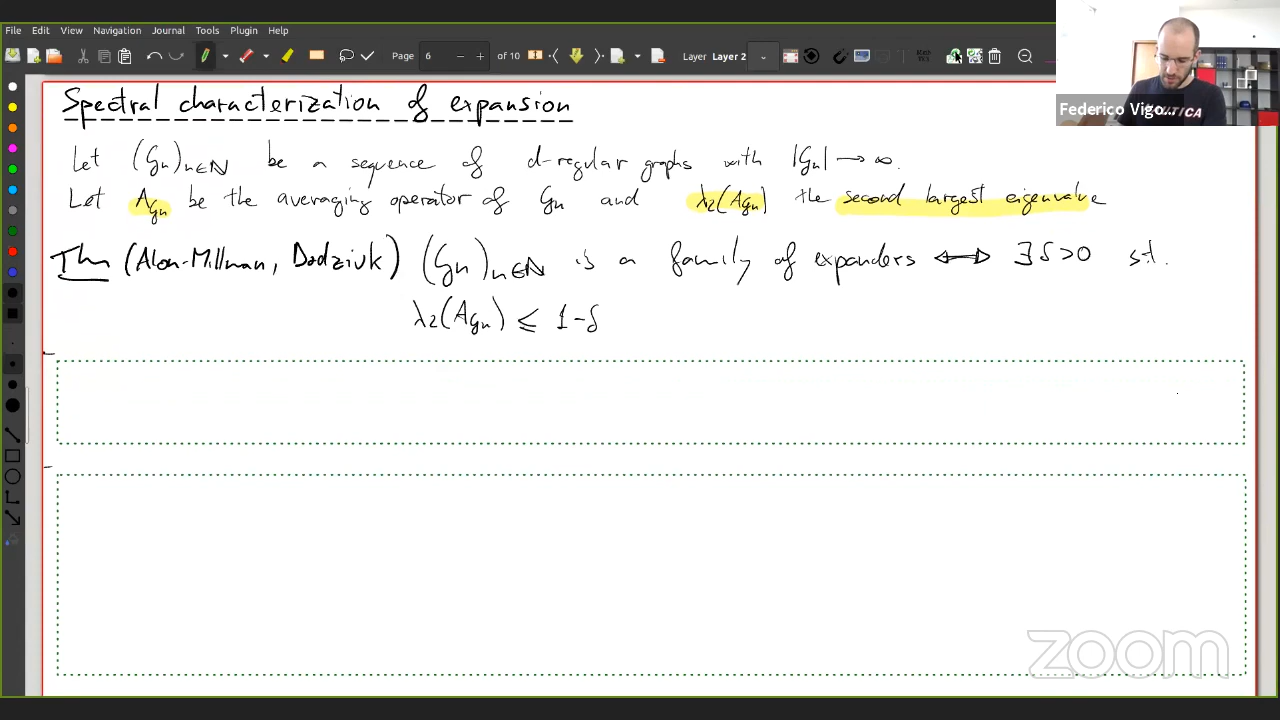 File Edit View Navigation Journal Tools Plugin Help
Page 6 of 10 Layer Layer 2
Federico Vigo...
Spectral characterization of expansion
Let (Gn)n∈ℕ be a sequence of d-regular graphs with |Gn| → ∞.
Let AGn be the averaging operator of Gn and λ2(AGn) the second largest eigenvalue
Thm (Alon-Millman, Dodziuk) (Gn)n∈ℕ is a family of expanders ⟺ ∃ δ > 0 s.t.
λ2(AGn) ≤ 1-δ
zoom